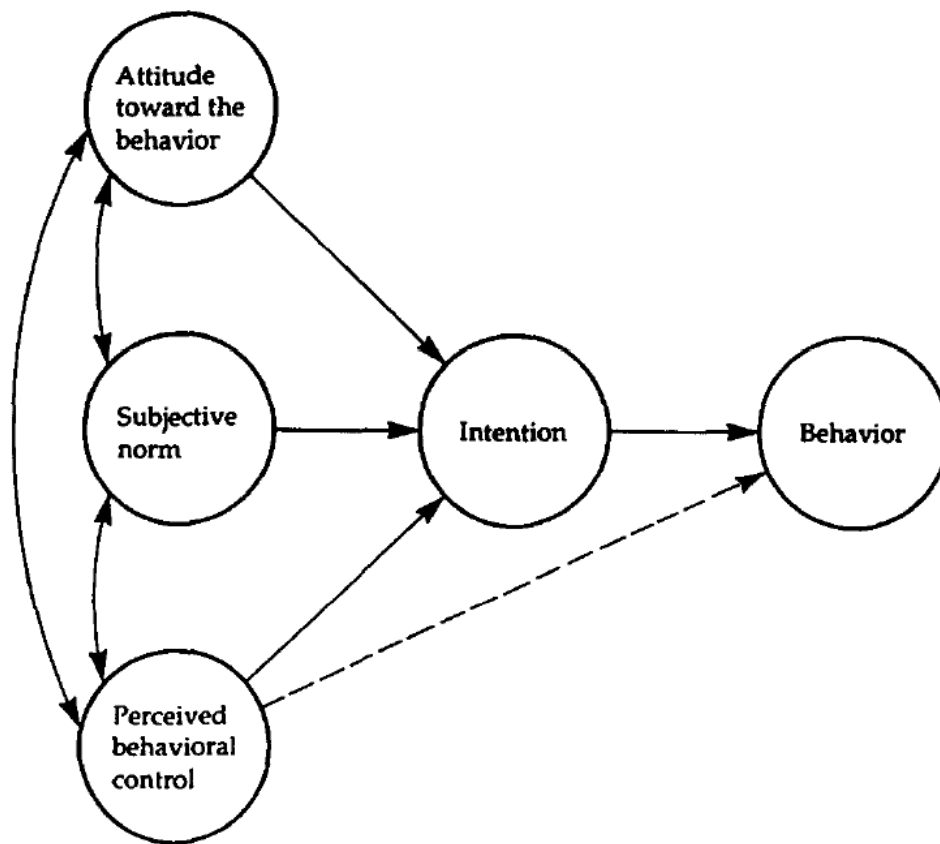 Attitude
toward the
behavior
Subjective
norm
Intention
Behavior
Perceived
behavioral
control